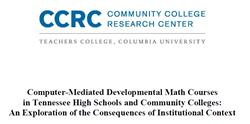 CCRC
COMMUNITY COLLEGE
RESEARCH CENTER
TEACHERS COLLEGE, COLUMBIA UNIVERSITY
Computer-Mediated Developmental Math Courses
in Tennessee High Schools and Community Colleges:
An Exploration of the Consequences of Institutional Context